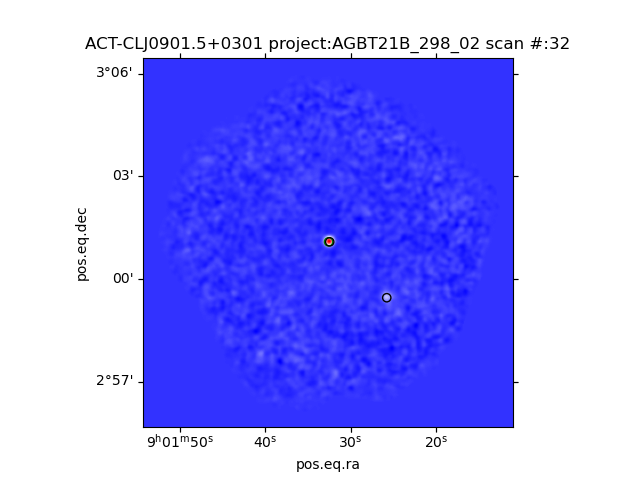 ACT-CLJ0901.5+0301 project:AGBT21B_298_02 scan #:32
3°06'
03'
00'
2°57'
pos.eq.dec
9ʰ01ᵐ50ˢ 40ˢ 30ˢ 20ˢ
pos.eq.ra